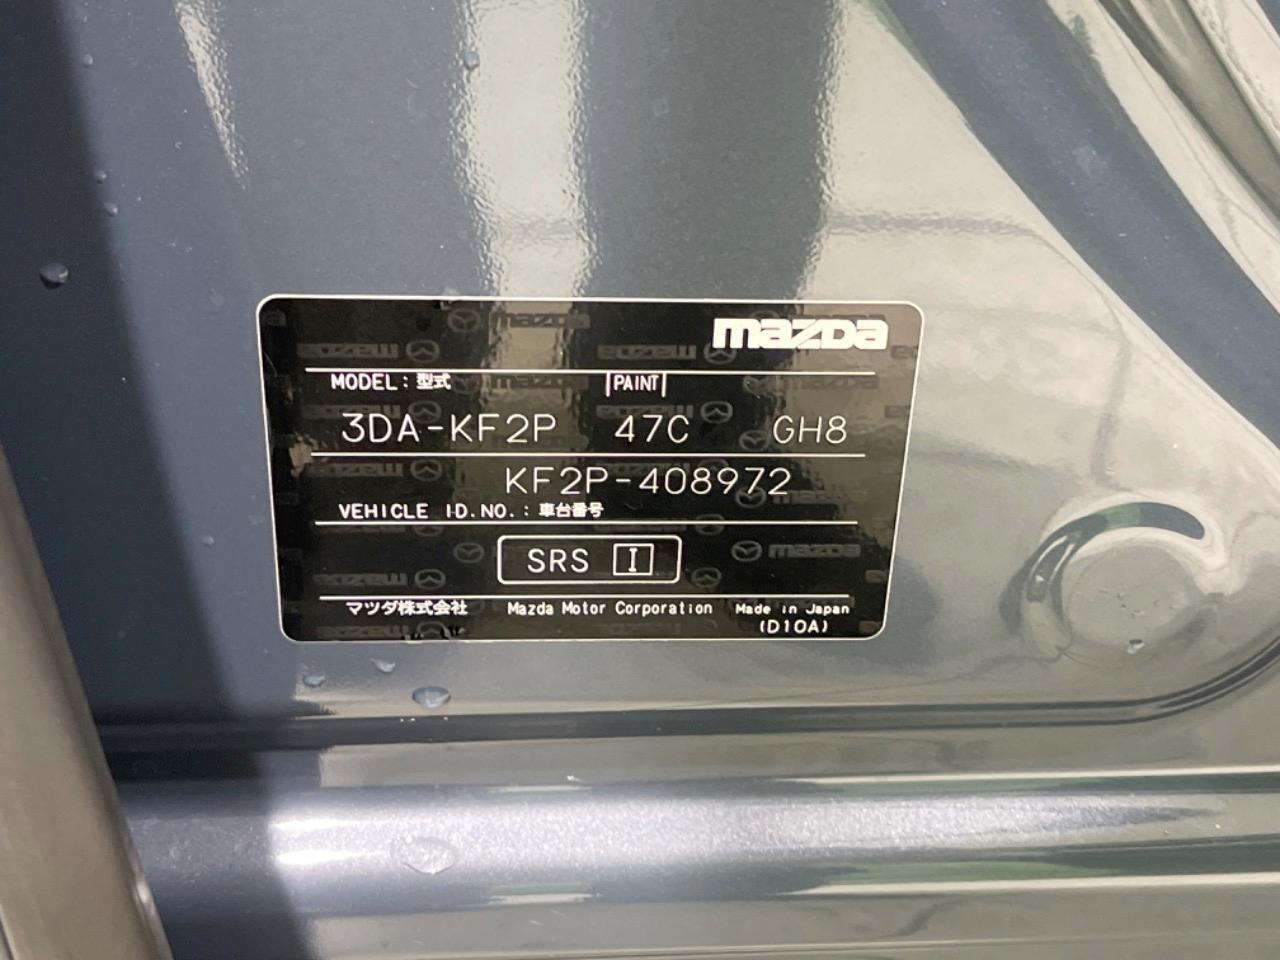 mazda
MODEL : 型式 PAINT
3DA-KF2P 47C GH8
KF2P-408972
VEHICLE I.D.NO. : 車台番号
SRS I
マツダ株式会社 Mazda Motor Corporation Made in Japan
(D10A)